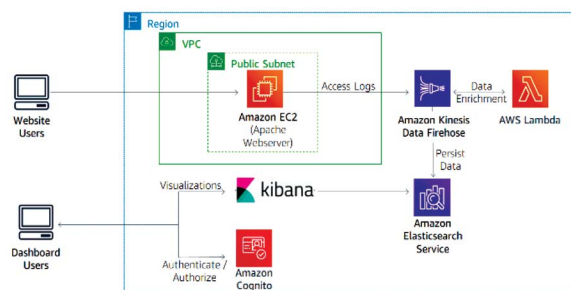 Region
VPC
Public Subnet
Website
Users
Amazon EC2
(Apache
Webserver)
Access Logs
Amazon Kinesis
Data Firehose
Data
Enrichment
AWS Lambda
Persist
Data
Visualizations
kibana
Amazon
Elasticsearch
Service
Dashboard
Users
Authenticate /
Authorize
Amazon
Cognito